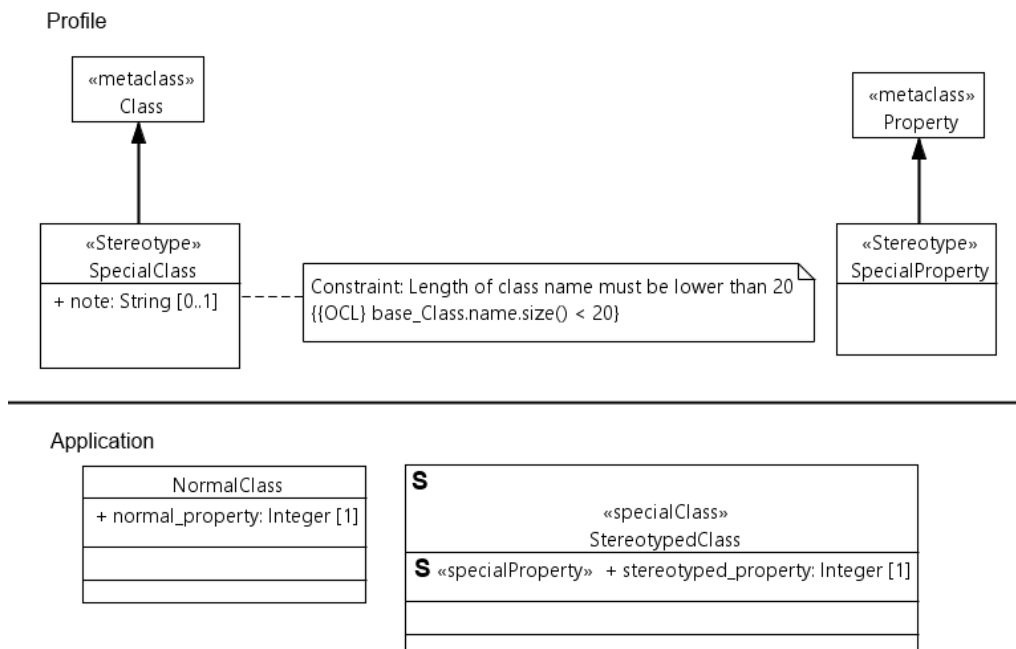 Profile
«metaclass»
Class
«metaclass»
Property
«Stereotype»
SpecialClass
+ note: String [0..1]
Constraint: Length of class name must be lower than 20
{{OCL} base_Class.name.size() < 20}
«Stereotype»
SpecialProperty
Application
NormalClass
+ normal_property: Integer [1]
S
«specialClass»
StereotypedClass
S «specialProperty» + stereotyped_property: Integer [1]